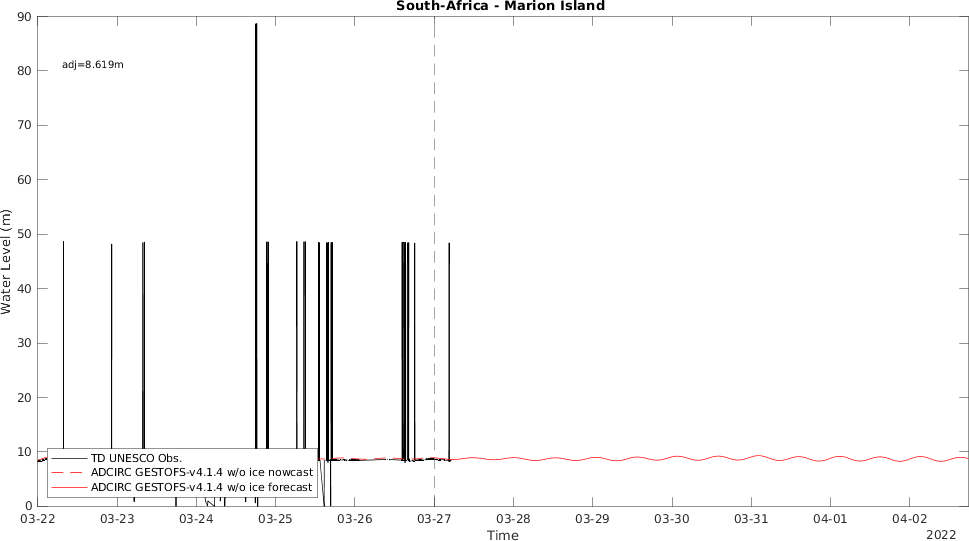 South-Africa - Marion Island
90
80
70
60
50
40
30
20
10
0
Water Level (m)
adj=8.619m
TD UNESCO Obs.
ADCIRC GESTOFS-v4.1.4 w/o ice nowcast
ADCIRC GESTOFS-v4.1.4 w/o ice forecast
03-22 03-23 03-24 03-25 03-26 03-27 03-28 03-29 03-30 03-31 04-01 04-02
Time
2022